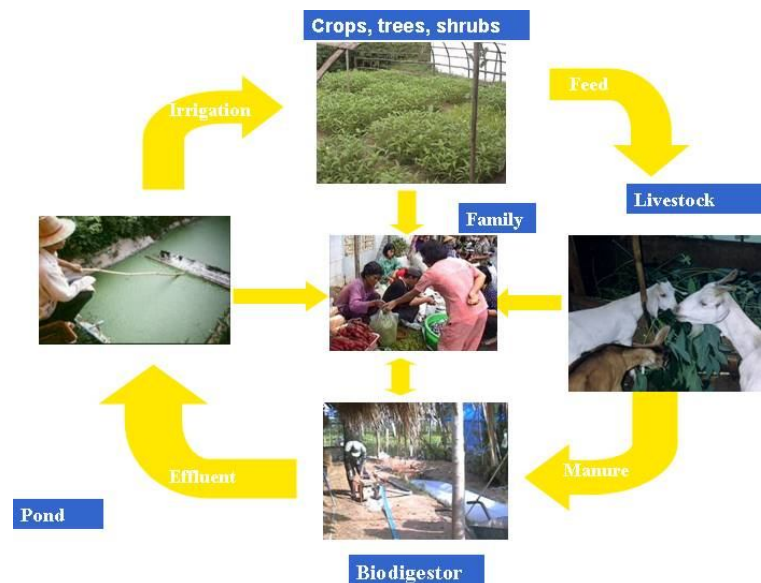 Crops, trees, shrubs
Irrigation
Feed
Livestock
Family
Manure
Effluent
Pond
Biodigestor